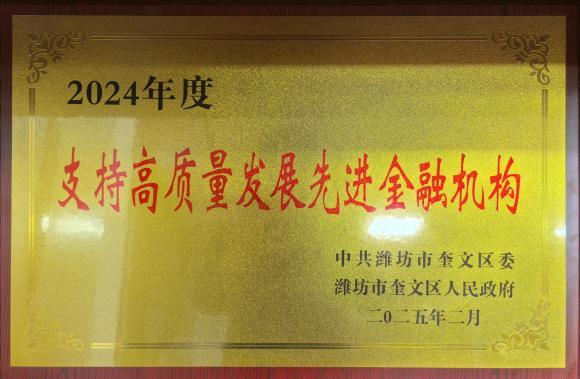 2024年度
支持高质量发展先进金融机构
中共潍坊市奎文区委
潍坊市奎文区人民政府
二0二五年二月